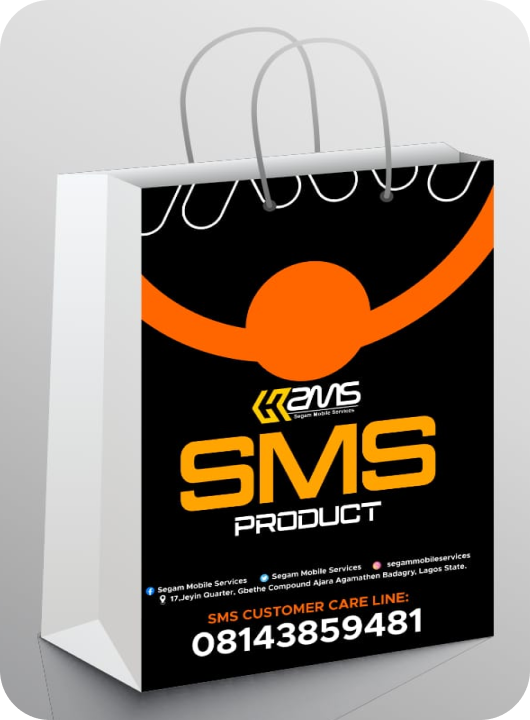 SMS
Segam Mobile Services
SMS
PRODUCT
Segam Mobile Services Segam Mobile Services segammobileservices
17,Jeyin Quarter, Gbethe Compound Ajara Agamathen Badagry, Lagos State.
SMS CUSTOMER CARE LINE:
08143859481